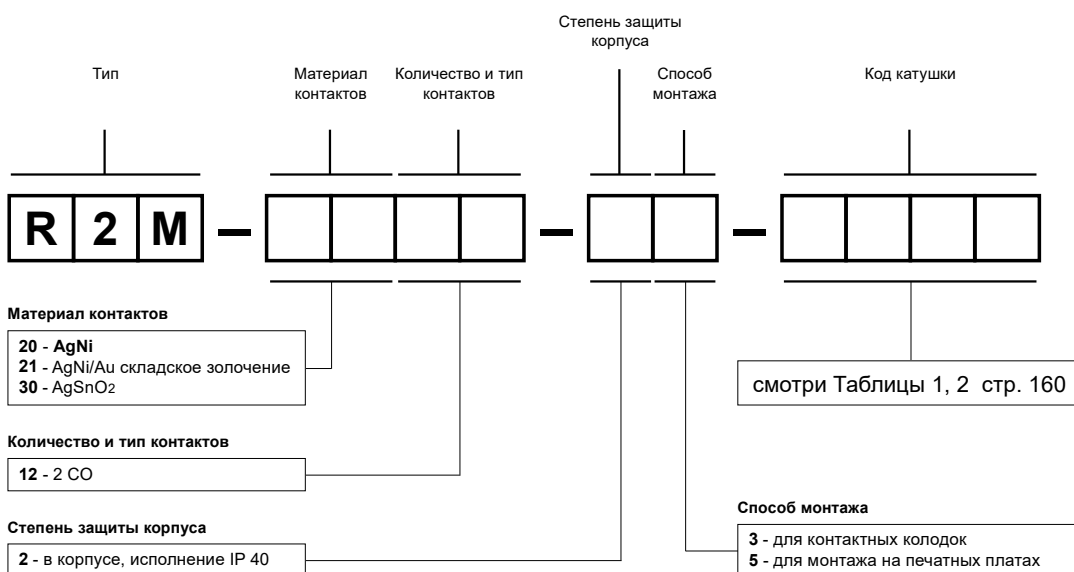 Степень защиты
корпуса
Тип
Материал
контактов
Количество и тип
контактов
Способ
монтажа
Код катушки
R 2 M – – –
Материал контактов
20 - AgNi
21 - AgNi/Au складское золочение
30 - AgSnO2
смотри Таблицы 1, 2 стр. 160
Количество и тип контактов
12 - 2 CO
Степень защиты корпуса
2 - в корпусе, исполнение IP 40
Способ монтажа
3 - для контактных колодок
5 - для монтажа на печатных платах